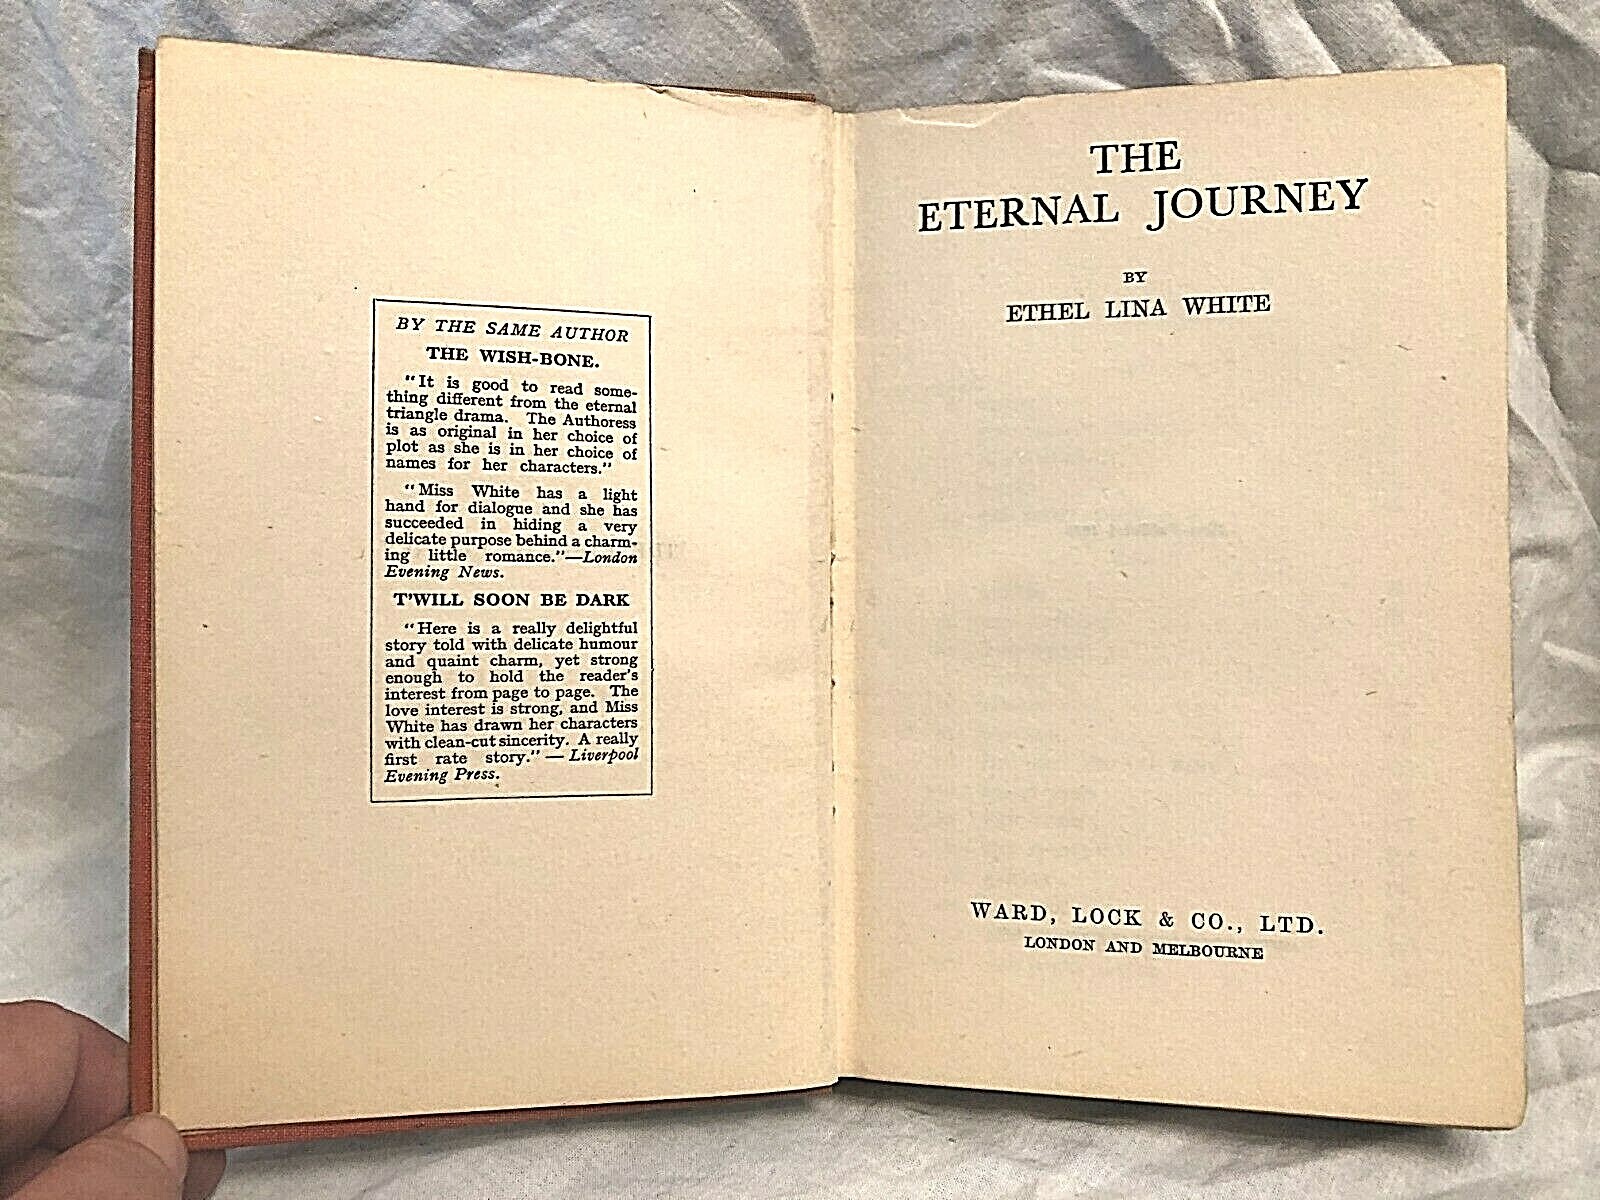 BY THE SAME AUTHOR
THE WISH-BONE.
"It is good to read some-
thing different from the eternal
triangle drama. The Authoress
is as original in her choice of
plot as she is in her choice of
names for her characters."
"Miss White has a light
hand for dialogue and she has
succeeded in hiding a very
delicate purpose behind a charm-
ing little romance."—London
Evening News.
T'WILL SOON BE DARK
"Here is a really delightful
story told with delicate humour
and quaint charm, yet strong
enough to hold the reader's
interest from page to page. The
love interest is strong, and Miss
White has drawn her characters
with clean-cut sincerity. A really
first rate story."—Liverpool
Evening Press.
THE
ETERNAL JOURNEY
BY
ETHEL LINA WHITE
WARD, LOCK & CO., LTD.
LONDON AND MELBOURNE